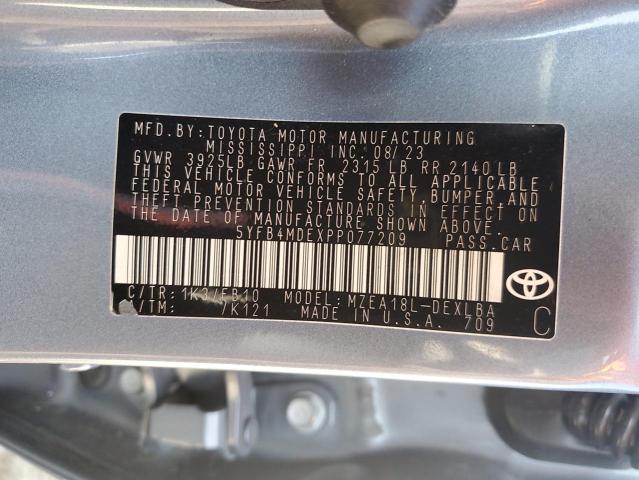 MFD. BY: TOYOTA MOTOR MANUFACTURING
MISSISSIPPI, INC. 08/23
GVWR 3925LB GAWR FR 2315 LB RR 2140 LB
THIS VEHICLE CONFORMS TO ALL APPLICABLE
FEDERAL MOTOR VEHICLE SAFETY, BUMPER, AND
THEFT PREVENTION STANDARDS IN EFFECT ON
THE DATE OF MANUFACTURE SHOWN ABOVE.
5YFB4MDEXPP077209 PASS. CAR
C/TR: 1K3/EB10 MODEL: MZEA18L-DEXLBA
/TM: /K121 MADE IN U.S.A. 709
C